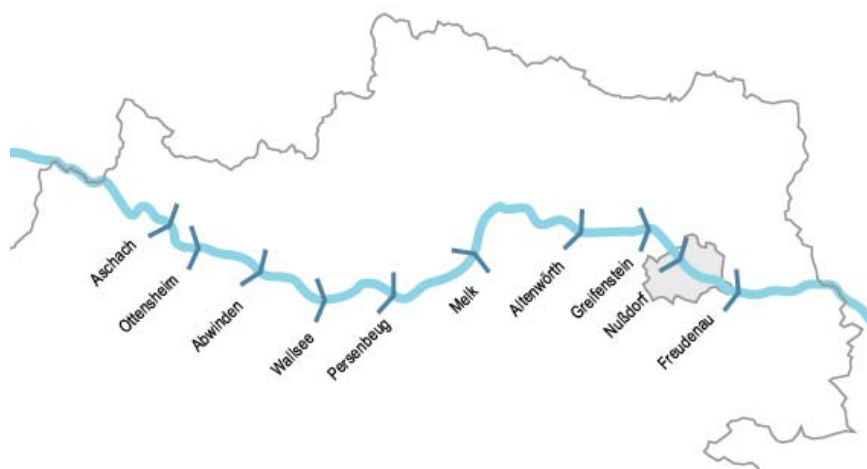 Aschach
Ottensheim
Abwinden
Wallsee
Persenbeug
Melk
Altenwörth
Greifenstein
Nußdorf
Freudenau